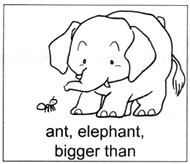 ant, elephant,
bigger than